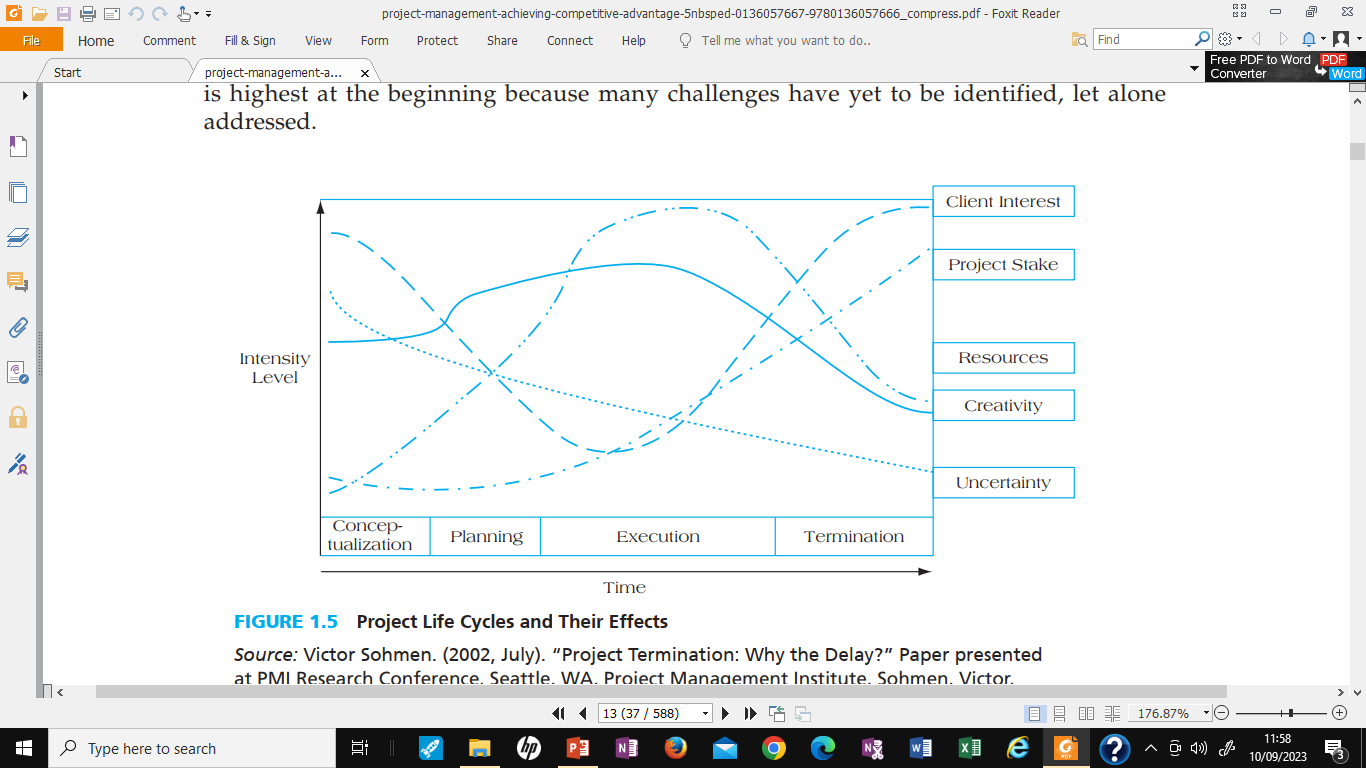 project-management-achieving-competitive-advantage-5nbsped-0136057667-9780136057666_compress.pdf - Foxit Reader
File Home Comment Fill & Sign View Form Protect Share Connect Help Tell me what you want to do.. Find
Start project-management-a... Free PDF to Word PDF
Converter Word
is highest at the beginning because many challenges have yet to be identified, let alone
addressed.
Client Interest
Project Stake
Intensity
Level
Resources
Creativity
Uncertainty
Concep-
tualization
Planning
Execution
Termination
Time
FIGURE 1.5 Project Life Cycles and Their Effects
Source: Victor Sohmen. (2002, July). “Project Termination: Why the Delay?” Paper presented
at PMI Research Conference, Seattle, WA. Project Management Institute, Sohmen, Victor.
13 (37 / 588) 176.87%
Type here to search 11:58
10/09/2023 3